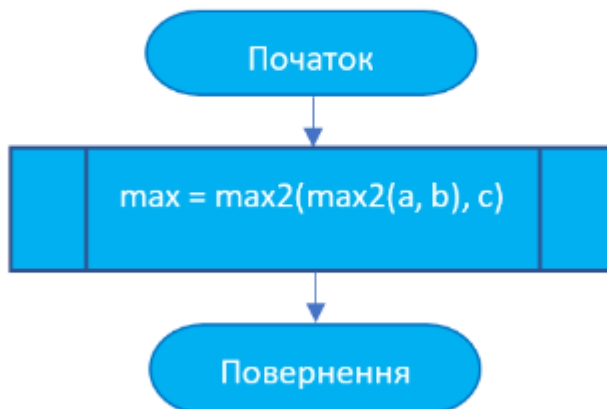 Початок
max = max2(max2(a, b), c)
Повернення